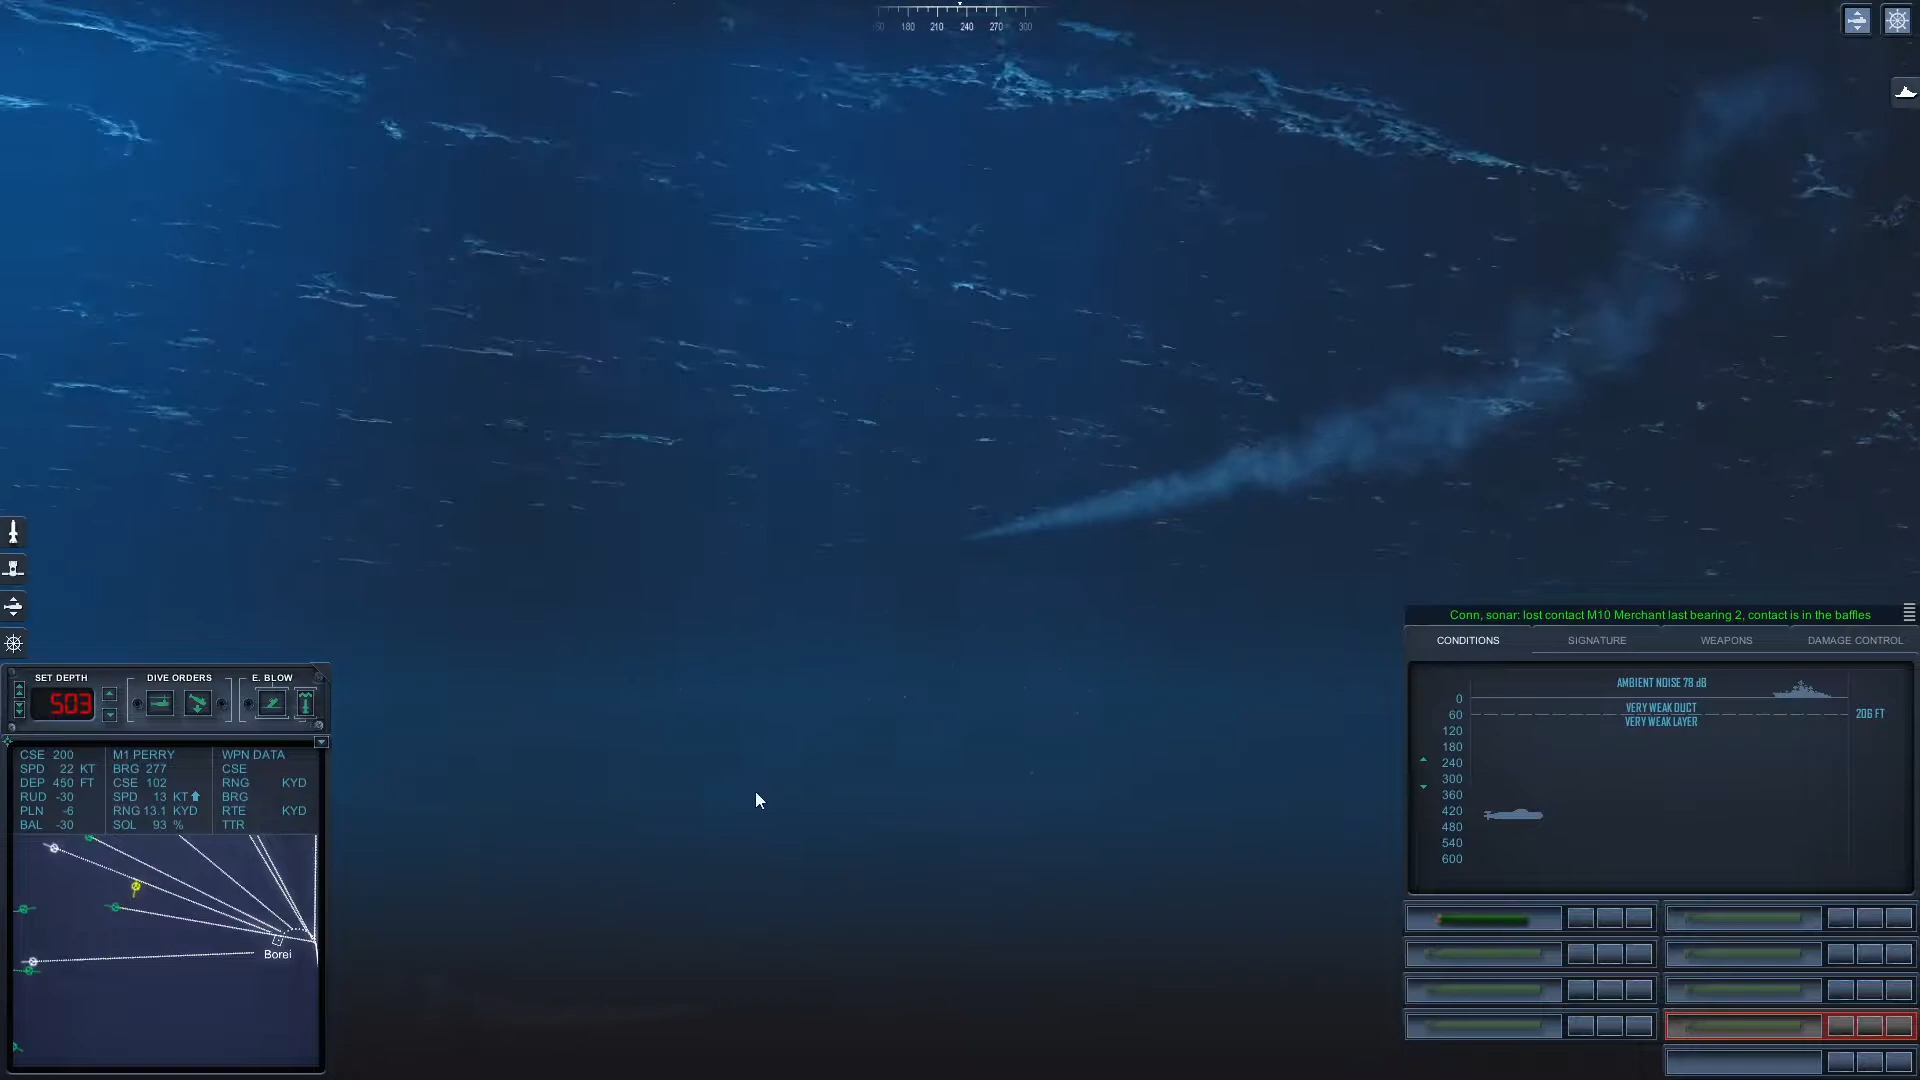 180 210 240 270 300
Conn, sonar: lost contact M10 Merchant last bearing 2, contact is in the baffles
CONDITIONS SIGNATURE WEAPONS DAMAGE CONTROL
AMBIENT NOISE 78 dB
0
VERY WEAK DUCT
60
206 FT
VERY WEAK LAYER
120
180
240
300
360
420
480
540
600
SET DEPTH DIVE ORDERS E. BLOW
503
CSE 200
SPD 22 KT
DEP 450 FT
RUD -30
PLN -6
BAL -30
M1 PERRY
BRG 277
CSE 102
SPD 13 KT
RNG 13.1 KYD
SOL 93 %
WPN DATA
CSE
RNG KYD
BRG
RTE KYD
TTR
Borei